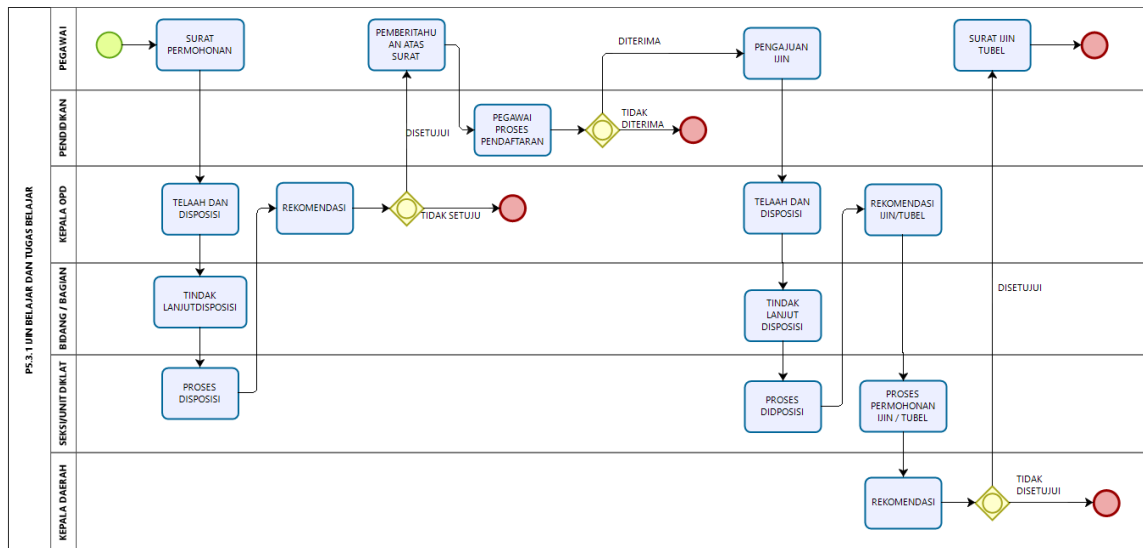 P5.3.1 IJIN BELAJAR DAN TUGAS BELAJAR
PEGAWAI
SURAT
PERMOHONAN
PEMBERITAHU
AN ATAS
SURAT
DITERIMA
PENGAJUAN
IJIN
SURAT IJIN
TUBEL
PENDIDIKAN
DISETUJUI
PEGAWAI
PROSES
PENDAFTARAN
TIDAK
DITERIMA
KEPALA OPD
TELAAH DAN
DISPOSISI
REKOMENDASI
TIDAK SETUJU
TELAAH DAN
DISPOSISI
REKOMENDASI
IJIN/TUBEL
BIDANG / BAGIAN
TINDAK
LANJUTDISPOSISI
TINDAK
LANJUT
DISPOSISI
DISETUJUI
SEKSI/UNIT DIKLAT
PROSES
DISPOSISI
PROSES
DIDPOSISI
PROSES
PERMOHONAN
IJIN / TUBEL
KEPALA DAERAH
REKOMENDASI
TIDAK
DISETUJUI